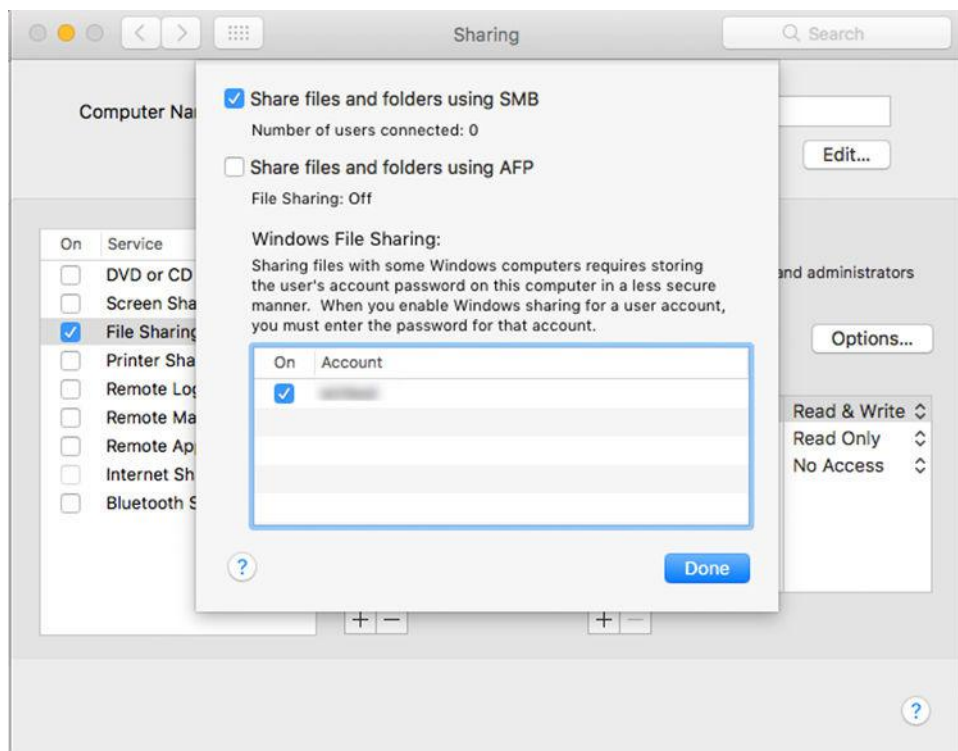 Sharing
Search
Computer Na
Edit...
Share files and folders using SMB
Number of users connected: 0
Share files and folders using AFP
File Sharing: Off
Windows File Sharing:
Sharing files with some Windows computers requires storing
the user's account password on this computer in a less secure
manner. When you enable Windows sharing for a user account,
you must enter the password for that account.
On Account
Done
?
On Service
DVD or CD
Screen Sha
File Sharing
Printer Sha
Remote Log
Remote Ma
Remote Ap
Internet Sh
Bluetooth S
and administrators
Options...
Read & Write
Read Only
No Access
+ −
+ −
?